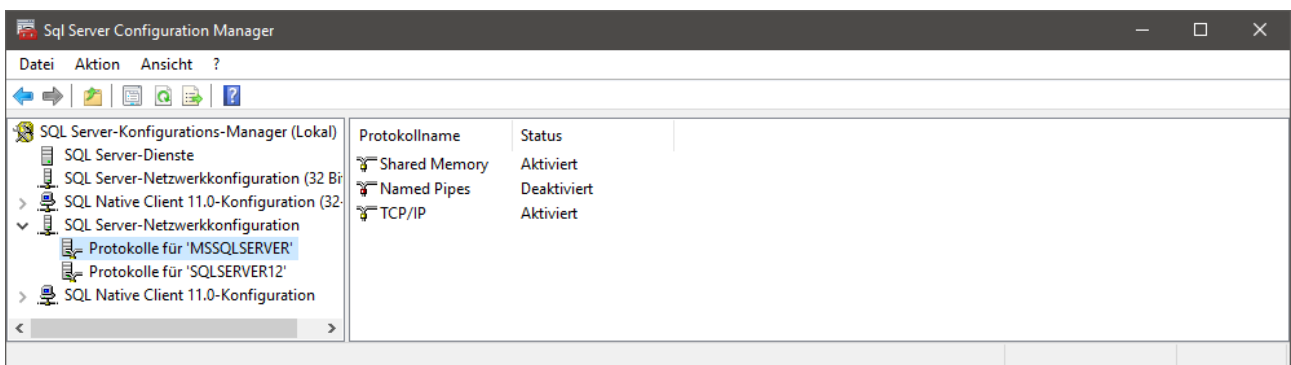 Sql Server Configuration Manager
Datei Aktion Ansicht ?
SQL Server-Konfigurations-Manager (Lokal)
SQL Server-Dienste
SQL Server-Netzwerkkonfiguration (32 Bi
SQL Native Client 11.0-Konfiguration (32-
SQL Server-Netzwerkkonfiguration
Protokolle für 'MSSQLSERVER'
Protokolle für 'SQLSERVER12'
SQL Native Client 11.0-Konfiguration
Protokollname Status
Shared Memory Aktiviert
Named Pipes Deaktiviert
TCP/IP Aktiviert